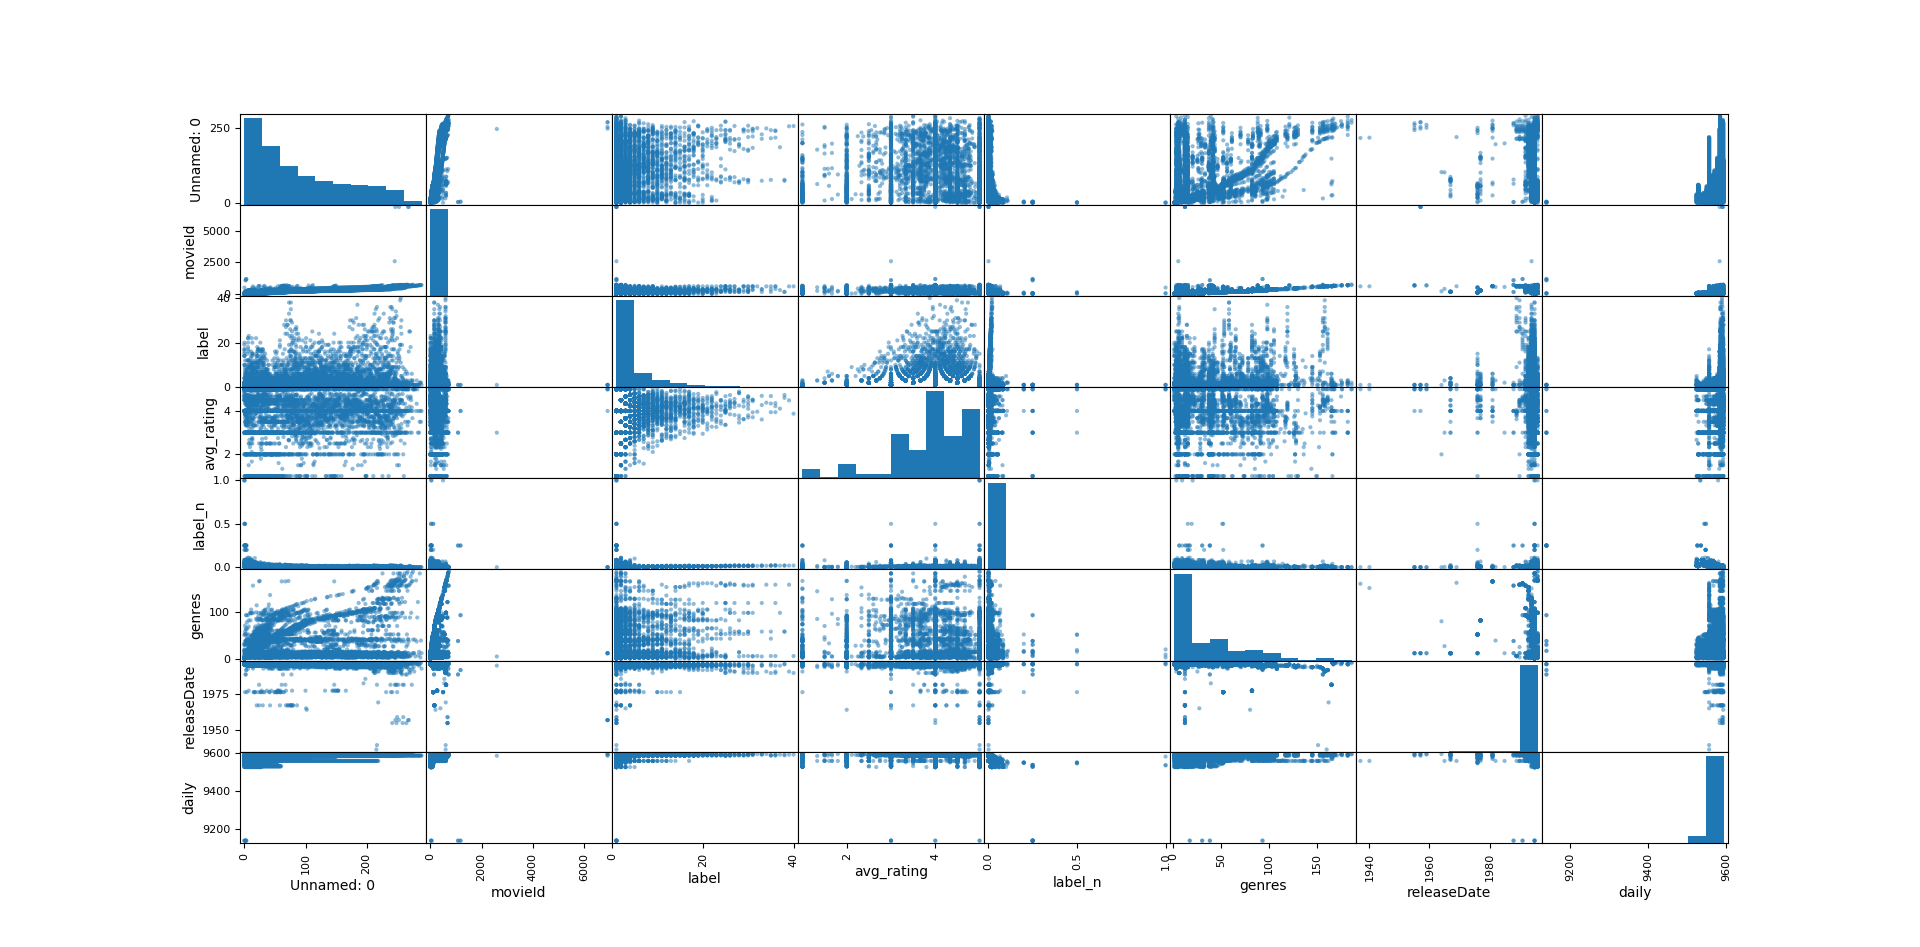 Unnamed: 0
250
0
movieId
5000
2500
0
label
40
20
0
avg_rating
4
2
label_n
1.0
0.5
0.0
genres
100
0
releaseDate
1975
1950
daily
9600
9400
9200
0 100 200 0 2000 4000 6000 0 20 40 2 4 0.0 0.5 1.0 0 50 100 150 1940 1960 1980 9200 9400 9600
Unnamed: 0 movieId label avg_rating label_n genres releaseDate daily